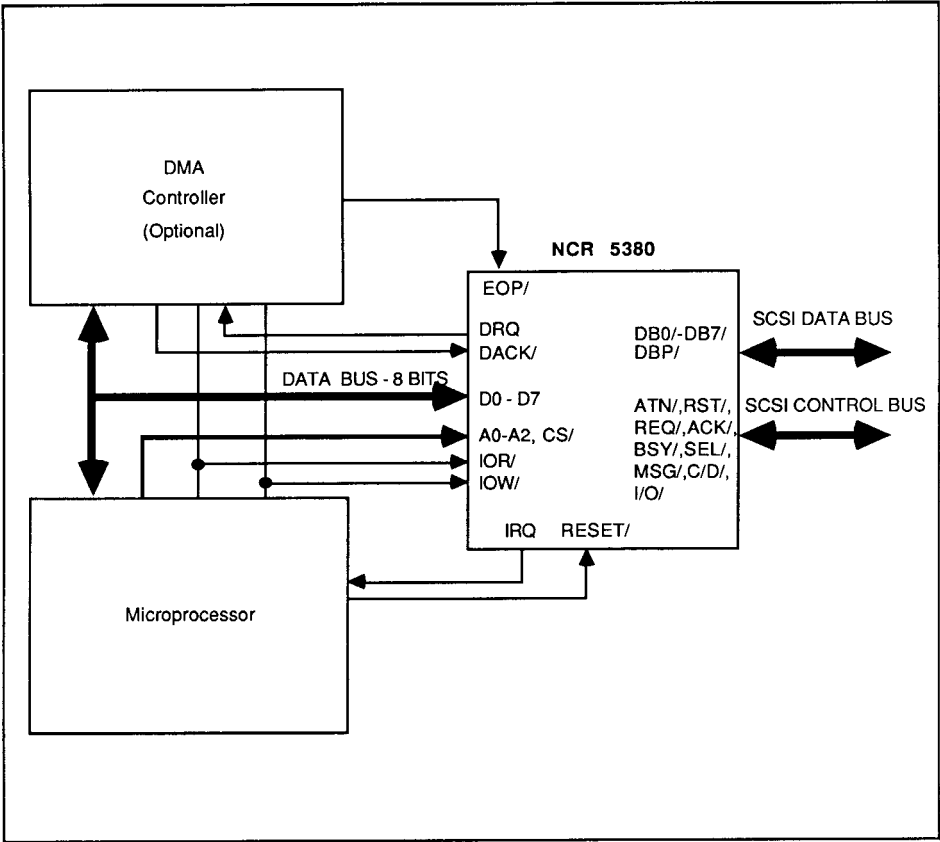 DMA
Controller
(Optional)
NCR 5380
EOP/
DRQ
DACK/
DATA BUS - 8 BITS
D0 - D7
A0-A2, CS/
IOR/
IOW/
IRQ RESET/
DB0/-DB7/
DBP/
ATN/,RST/,
REQ/,ACK/,
BSY/,SEL/,
MSG/,C/D/,
I/O/
SCSI DATA BUS
SCSI CONTROL BUS
Microprocessor